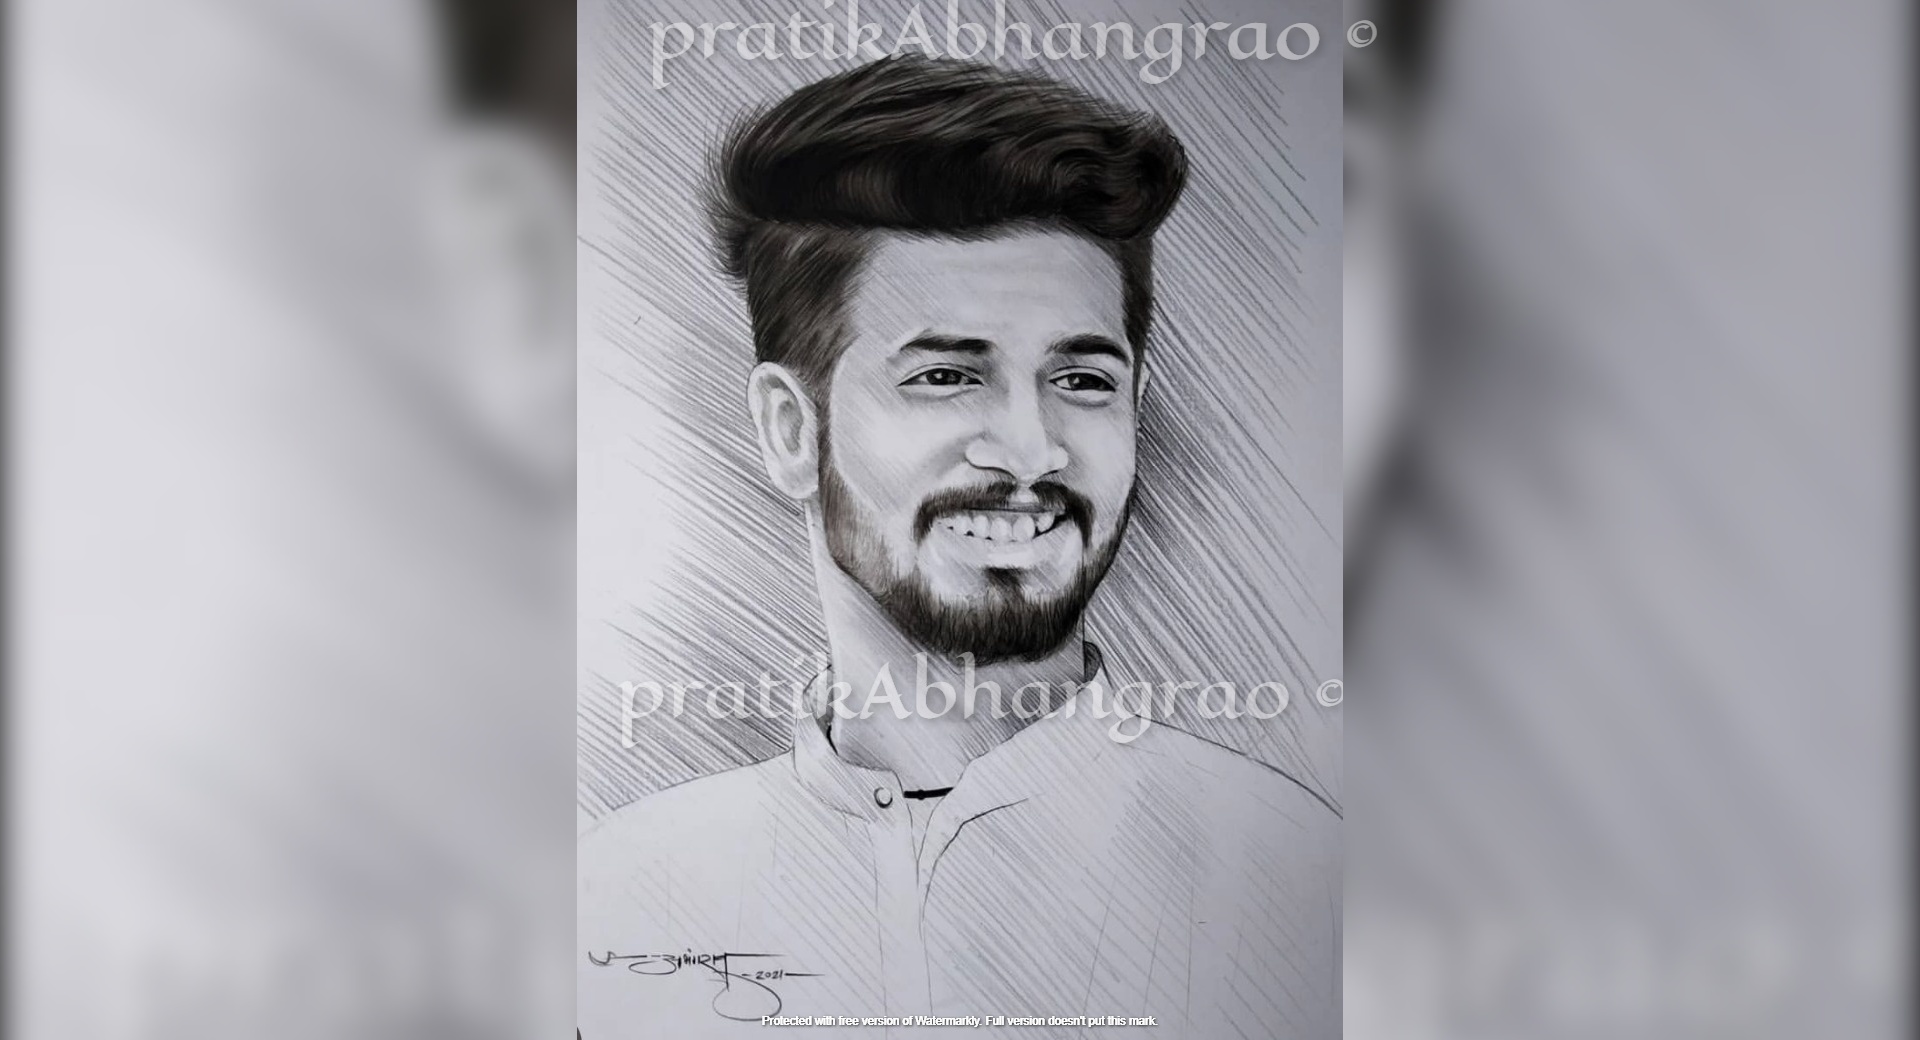 pratikAbhangrao ©
pratikAbhangrao ©
2021
Protected with free version of Watermarkly. Full version doesn't put this mark.